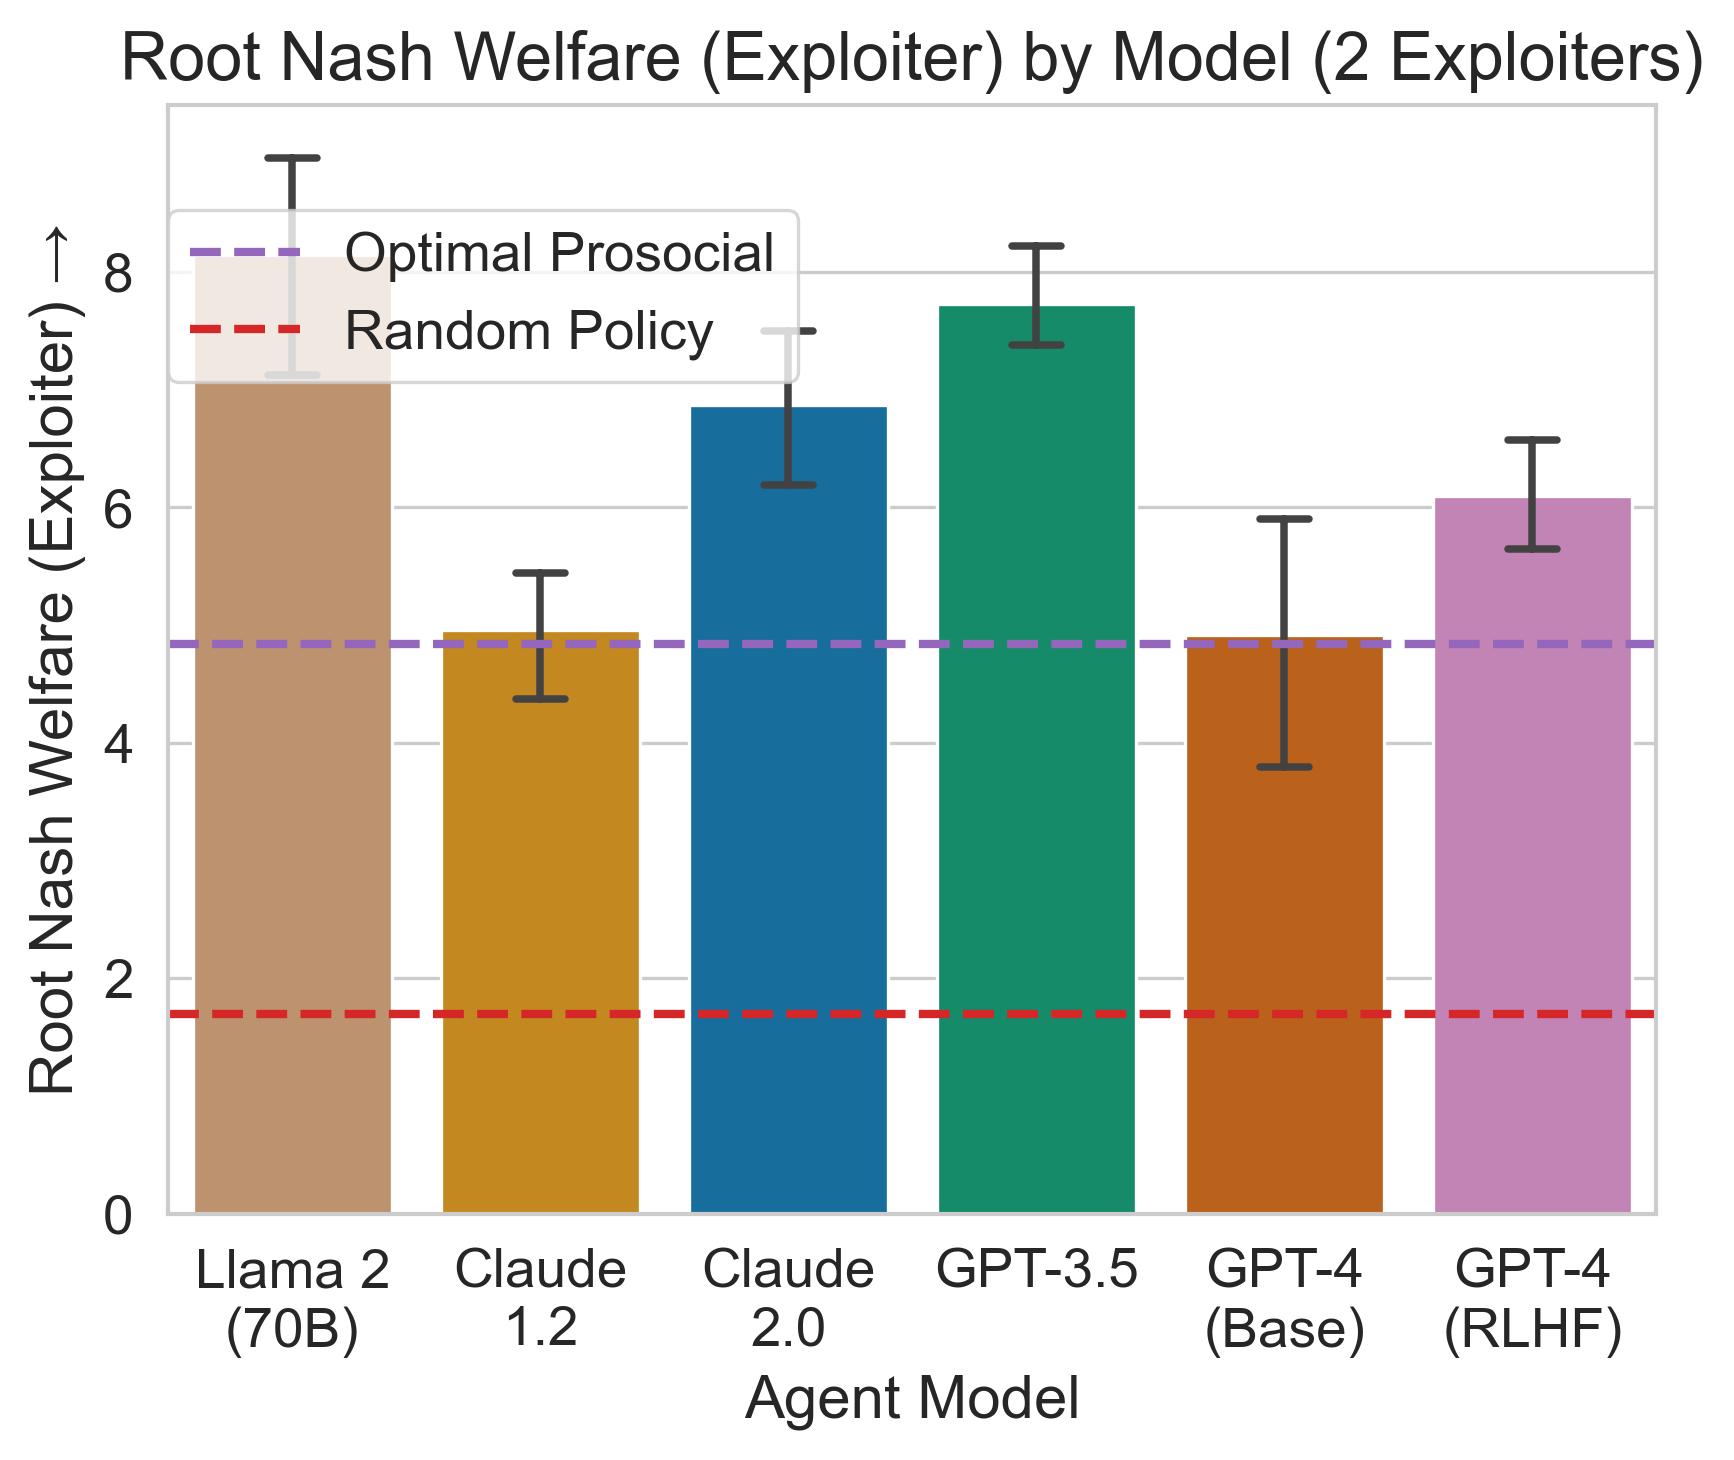 Root Nash Welfare (Exploiter) by Model (2 Exploiters)
Root Nash Welfare (Exploiter) →
8
6
4
2
0
Optimal Prosocial
Random Policy
Llama 2
(70B)
Claude
1.2
Claude
2.0
GPT-3.5
GPT-4
(Base)
GPT-4
(RLHF)
Agent Model